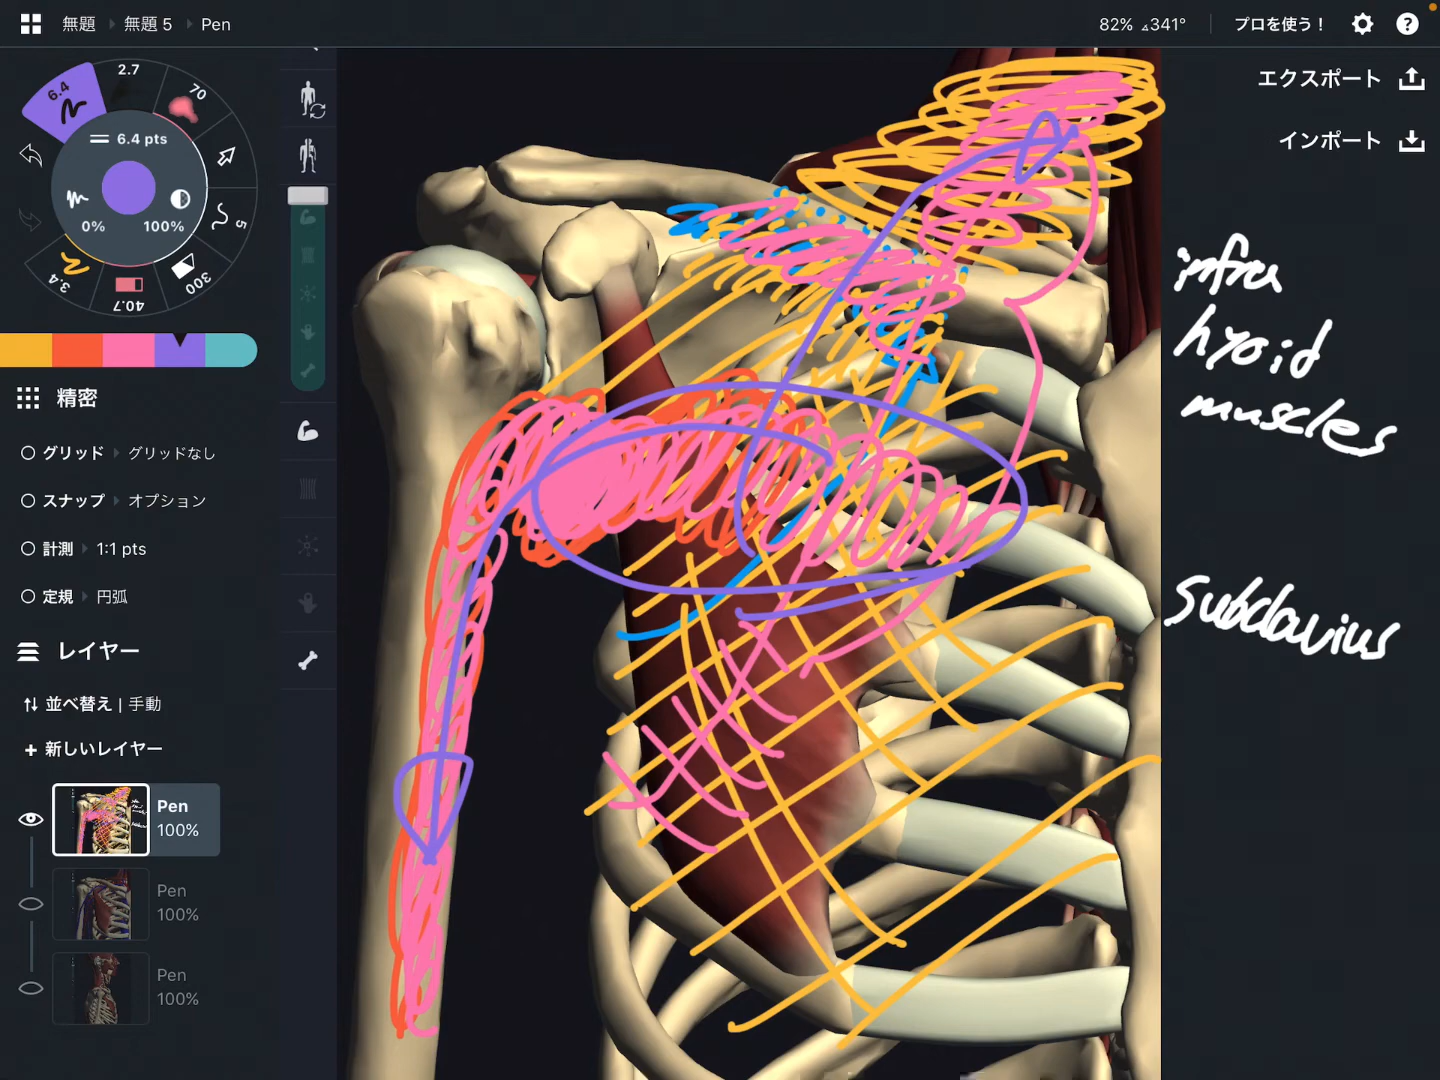 無題 無題 5 Pen
82% ⊿341° プロを使う！
エクスポート
インポート
2.7
6.4
70
6.4 pts
0% 100%
5
3.4
40.7
300
精密
グリッド グリッドなし
スナップ オプション
計測 1:1 pts
定規 円弧
レイヤー
並べ替え | 手動
+ 新しいレイヤー
Pen
100%
Pen
100%
Pen
100%
infra
hyoid
muscles
subclavius